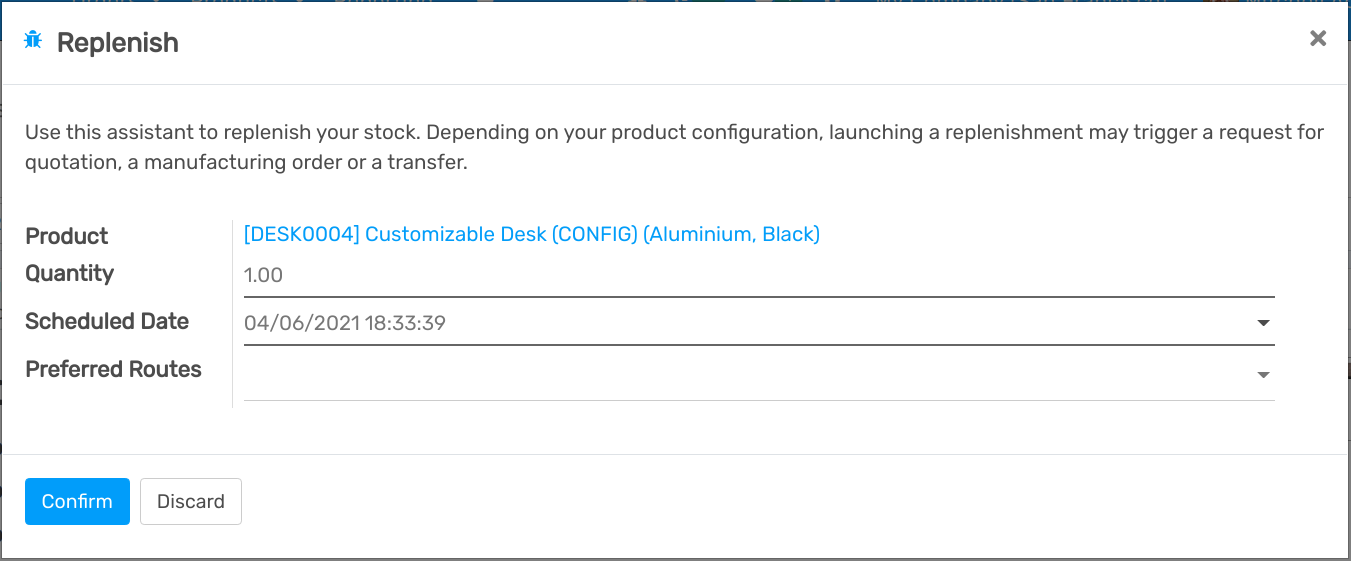 Replenish
Use this assistant to replenish your stock. Depending on your product configuration, launching a replenishment may trigger a request for
quotation, a manufacturing order or a transfer.
Product [DESK0004] Customizable Desk (CONFIG) (Aluminium, Black)
Quantity 1.00
Scheduled Date 04/06/2021 18:33:39
Preferred Routes
Confirm Discard